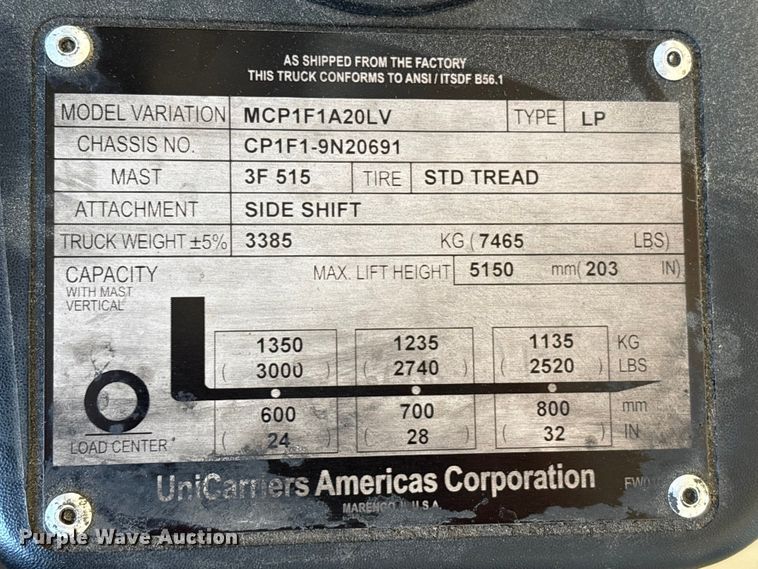 AS SHIPPED FROM THE FACTORY
THIS TRUCK CONFORMS TO ANSI / ITSDF B56.1
MODEL VARIATION MCP1F1A20LV TYPE LP
CHASSIS NO. CP1F1-9N20691
MAST 3F 515 TIRE STD TREAD
ATTACHMENT SIDE SHIFT
TRUCK WEIGHT ±5% 3385 KG ( 7465 LBS)
CAPACITY MAX. LIFT HEIGHT 5150 mm( 203 IN)
WITH MAST
VERTICAL
1350 1235 1135 KG
( 3000 ) ( 2740 ) ( 2520 ) LBS
600 700 800 mm
LOAD CENTER ( 24 ) ( 28 ) ( 32 ) IN
UniCarriers Americas Corporation
MARENGO U.S.A.
Purple Wave Auction